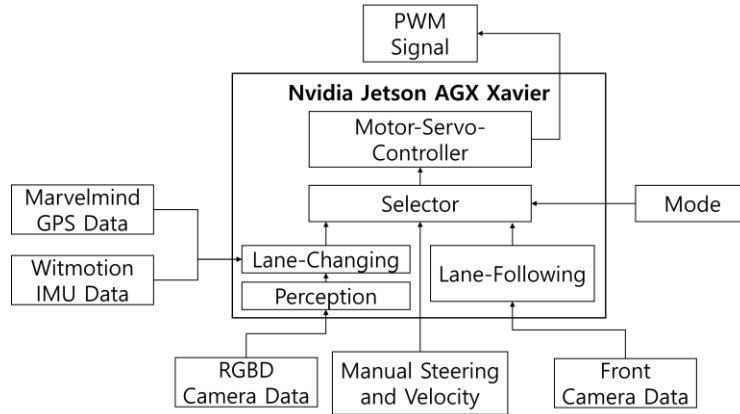 PWM
Signal
Nvidia Jetson AGX Xavier
Motor-Servo-
Controller
Marvelmind
GPS Data
Selector
Mode
Witmotion
IMU Data
Lane-Changing
Lane-Following
Perception
RGBD
Camera Data
Manual Steering
and Velocity
Front
Camera Data